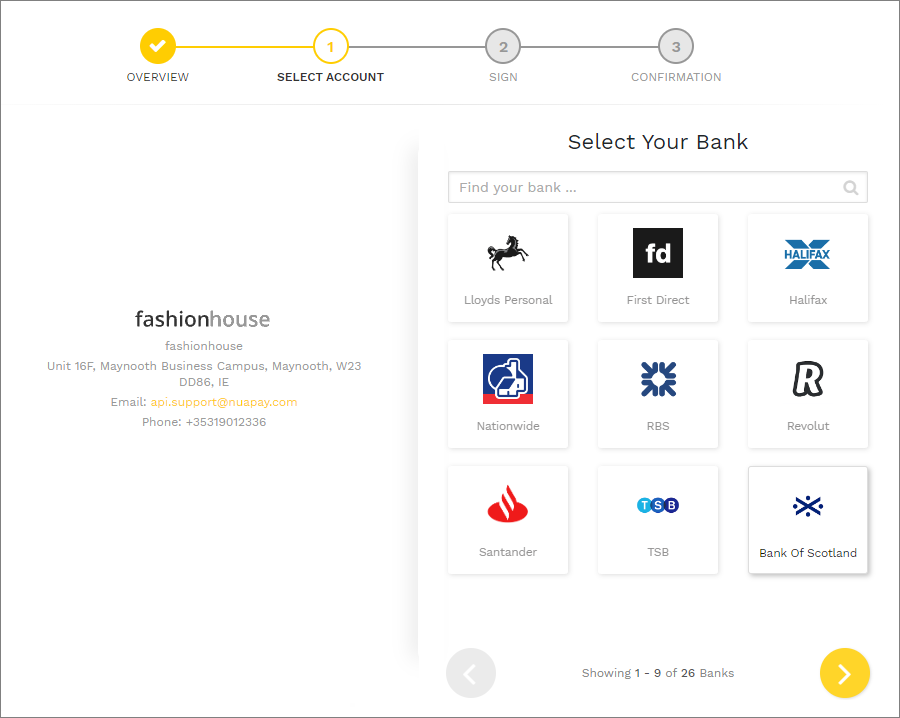 1
2
3
OVERVIEW
SELECT ACCOUNT
SIGN
CONFIRMATION
fashionhouse
fashionhouse
Unit 16F, Maynooth Business Campus, Maynooth, W23
DD86, IE
Email: api.support@nuapay.com
Phone: +35319012336
Select Your Bank
Find your bank ...
Lloyds Personal
fd
First Direct
HALIFAX
Halifax
Nationwide
RBS
R
Revolut
Santander
TSB
TSB
Bank Of Scotland
Showing 1 - 9 of 26 Banks